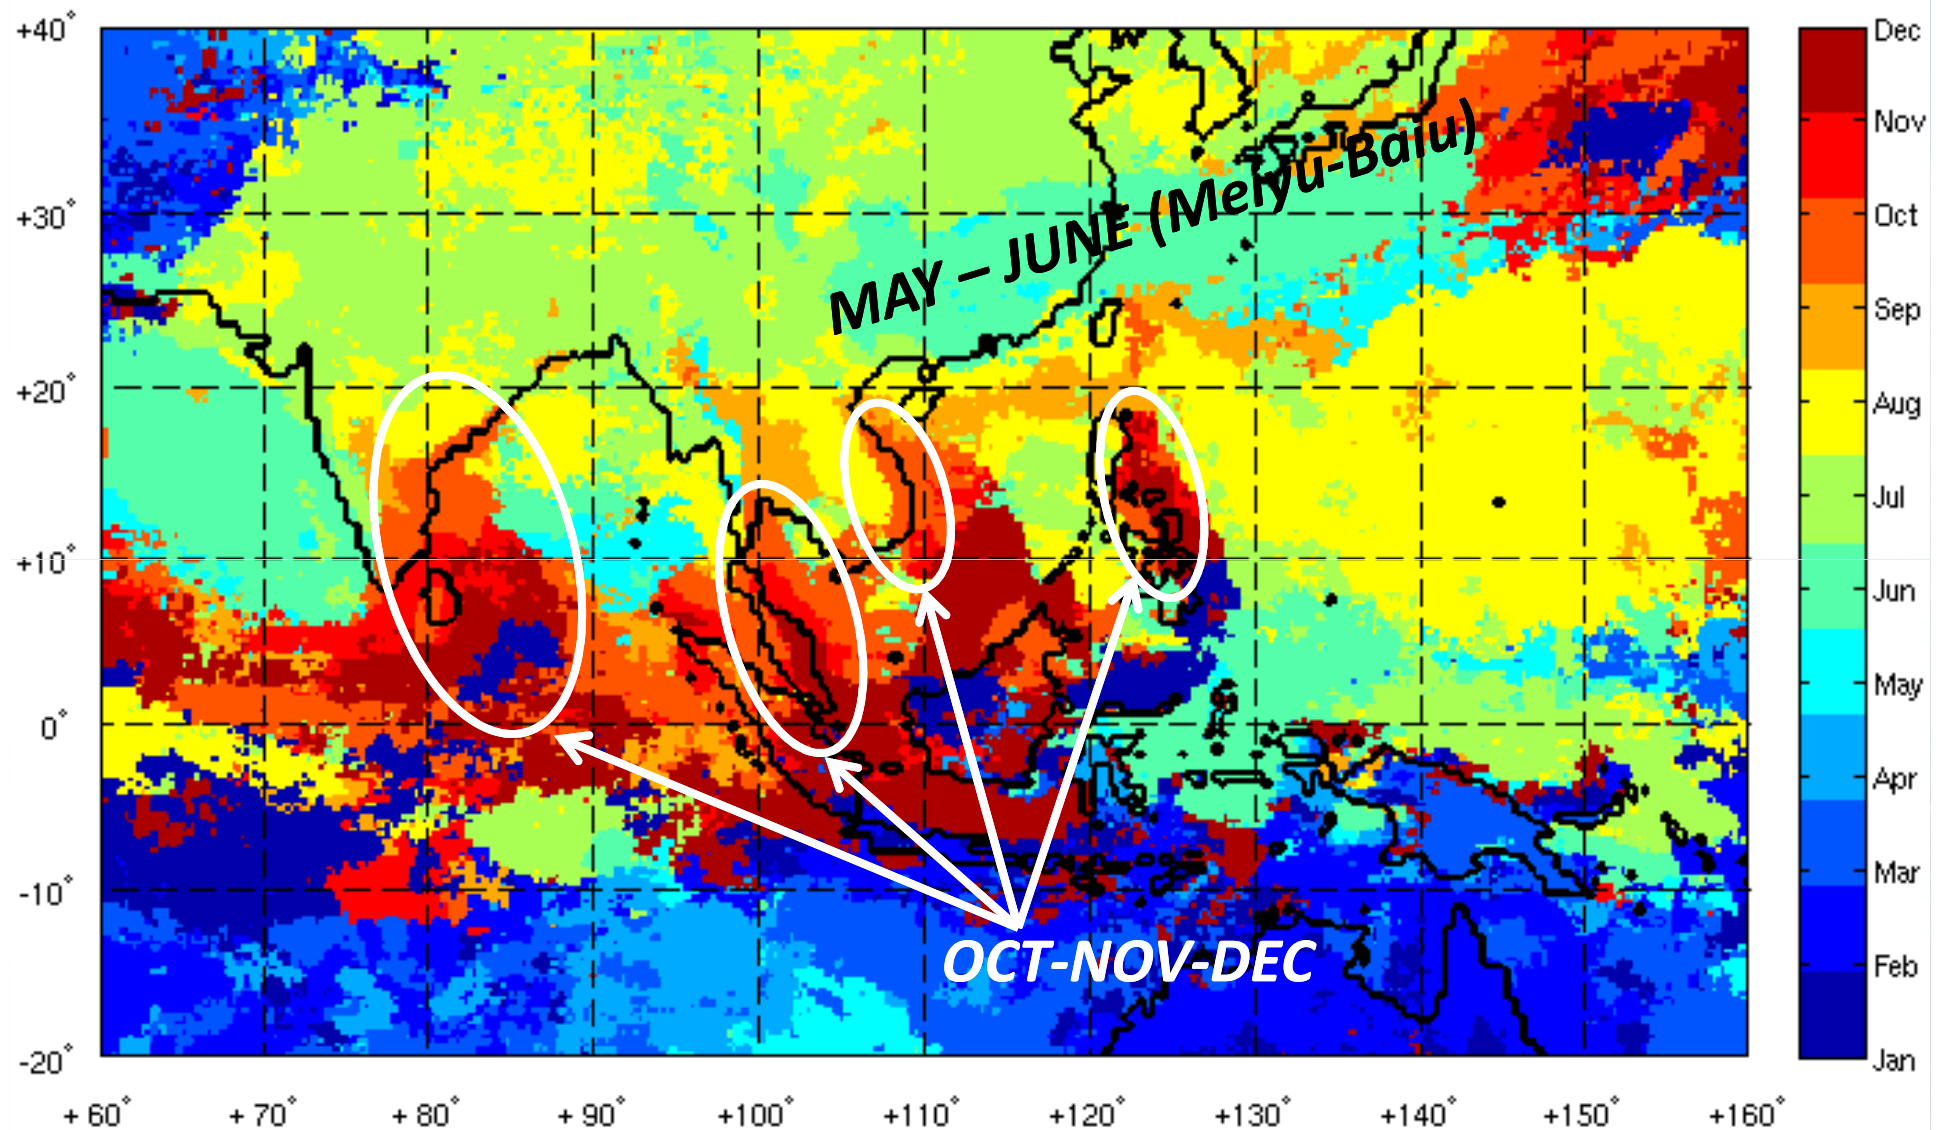 +40°
+30°
+20°
+10°
0°
-10°
-20°
+60°
+70°
+80°
+90°
+100°
+110°
+120°
+130°
+140°
+150°
+160°
MAY – JUNE (Meiyu-Baiu)
OCT-NOV-DEC
Dec
Nov
Oct
Sep
Aug
Jul
Jun
May
Apr
Mar
Feb
Jan